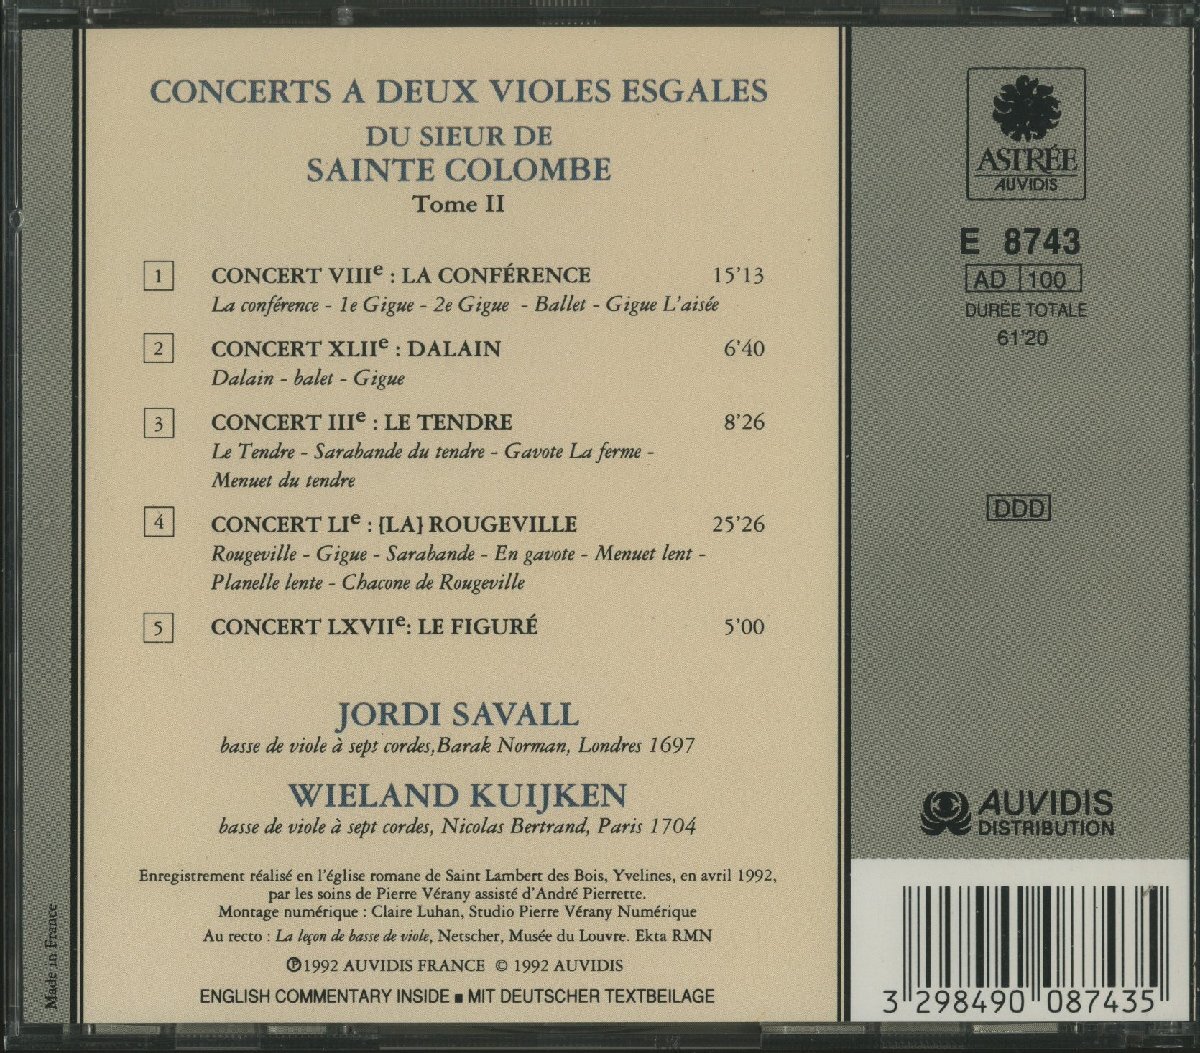 CONCERTS A DEUX VIOLES ESGALES
DU SIEUR DE
SAINTE COLOMBE
Tome II
1 CONCERT VIIIe : LA CONFÉRENCE 15'13
La conférence - 1e Gigue - 2e Gigue - Ballet - Gigue L'aisée
2 CONCERT XLIIe : DALAIN 6'40
Dalain - balet - Gigue
3 CONCERT IIIe : LE TENDRE 8'26
Le Tendre - Sarabande du tendre - Gavote La ferme -
Menuet du tendre
4 CONCERT LIe : {LA} ROUGEVILLE 25'26
Rougeville - Gigue - Sarabande - En gavote - Menuet lent -
Planelle lente - Chacone de Rougeville
5 CONCERT LXVIIe: LE FIGURÉ 5'00
JORDI SAVALL
basse de viole à sept cordes,Barak Norman, Londres 1697
WIELAND KUIJKEN
basse de viole à sept cordes, Nicolas Bertrand, Paris 1704
Enregistrement réalisé en l'église romane de Saint Lambert des Bois, Yvelines, en avril 1992,
par les soins de Pierre Vérany assisté d'André Pierrette.
Montage numérique : Claire Luhan, Studio Pierre Vérany Numérique
Au recto : La leçon de basse de viole, Netscher, Musée du Louvre. Ekta RMN
℗1992 AUVIDIS FRANCE © 1992 AUVIDIS
ENGLISH COMMENTARY INSIDE ■ MIT DEUTSCHER TEXTBEILAGE
Made in France
ASTRÉE
AUVIDIS
E 8743
AD 100
DURÉE TOTALE
61'20
DDD
AUVIDIS
DISTRIBUTION
3 298490 087435